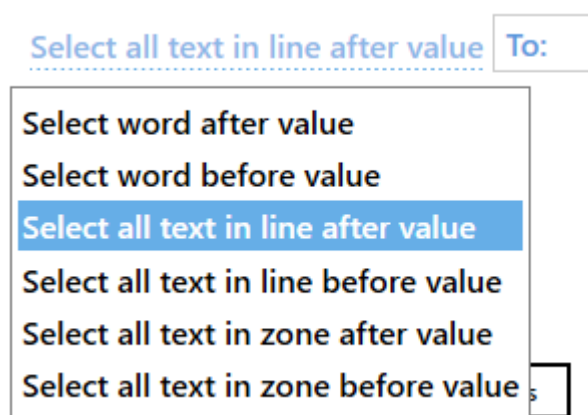 Select all text in line after value To:
Select word after value
Select word before value
Select all text in line after value
Select all text in line before value
Select all text in zone after value
Select all text in zone before value